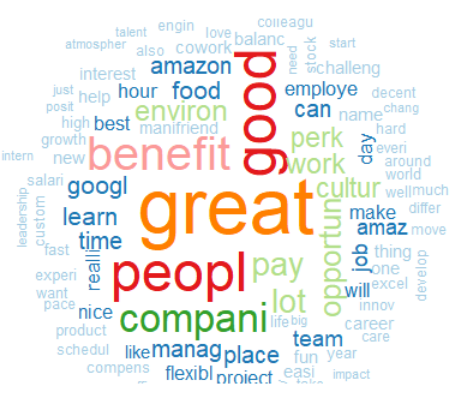 talent engin colleagu
atmospher also cowork love balanc need stock start
interest amazon good challeng
just help hour food employe decent
posit environ can name chang
high best manifriend perk hard
growth benefit day everi
intern new work around
salari googl great cultur world
leadership custom learn opportun wellmuch
time make differ
fast realli amaz move
experi peopl pay job thing
want one develop
pace nice compani lot will excel
product life big innov
schedul like manag place team career
compens fun year care
flexibl project easi impact
take